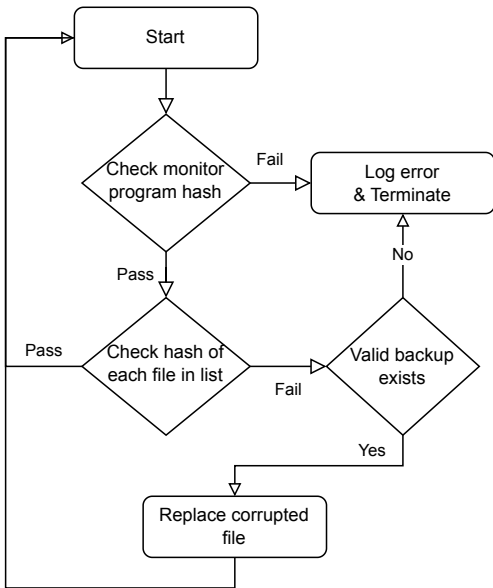 Start
Check monitor
program hash
Fail
Log error
& Terminate
No
Pass
Pass
Check hash of
each file in list
Fail
Valid backup
exists
Yes
Replace corrupted
file